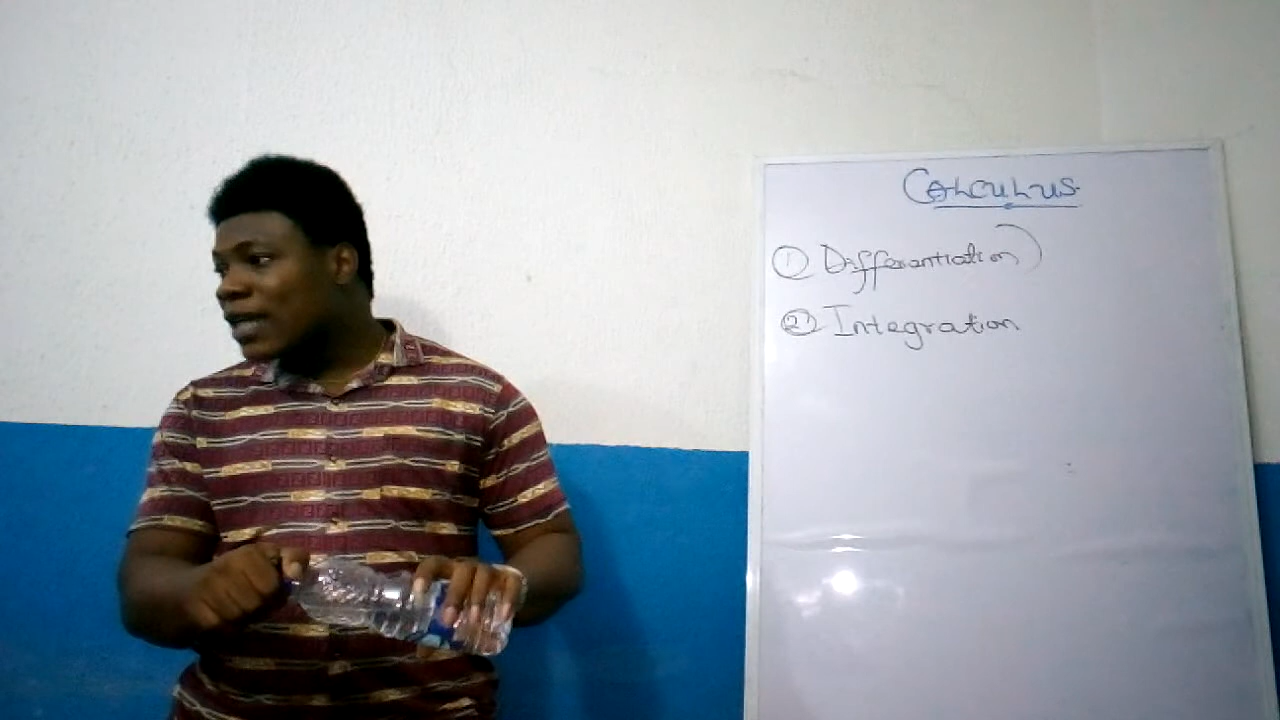 CALCULUS.
① Differantiation)
② Integration